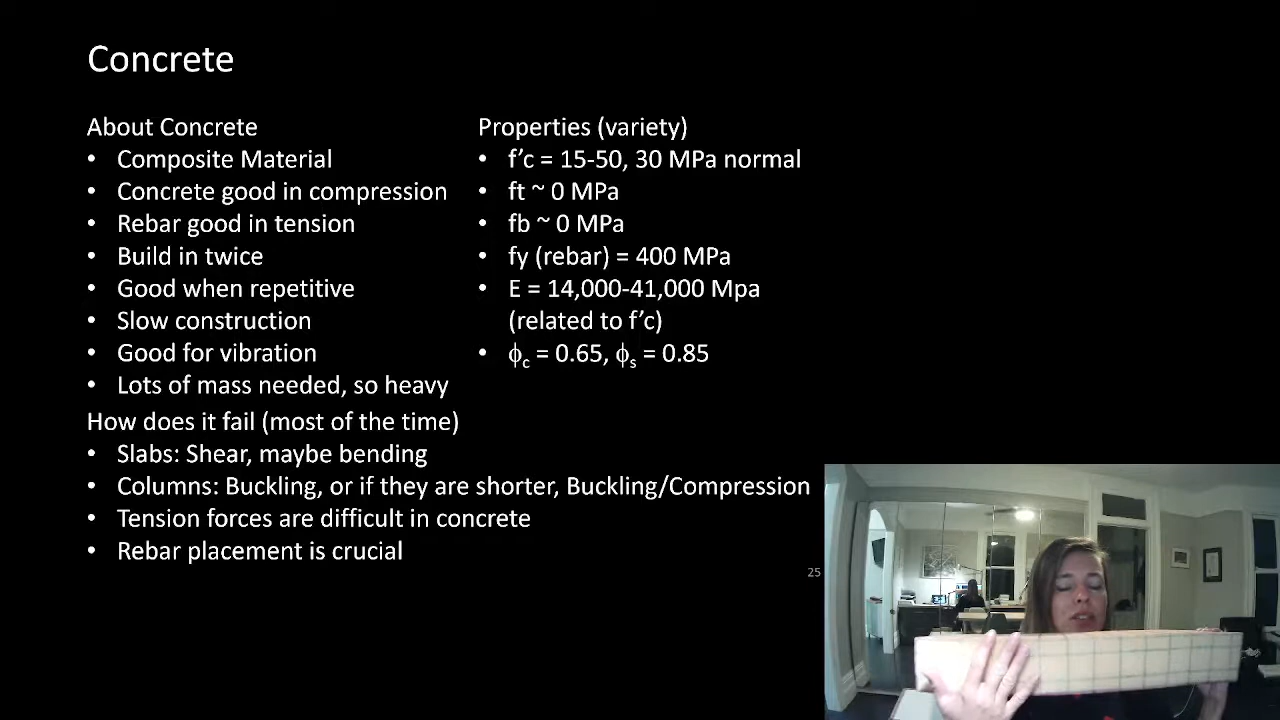 Concrete
About Concrete
• Composite Material
• Concrete good in compression
• Rebar good in tension
• Build in twice
• Good when repetitive
• Slow construction
• Good for vibration
• Lots of mass needed, so heavy
How does it fail (most of the time)
• Slabs: Shear, maybe bending
• Columns: Buckling, or if they are shorter, Buckling/Compression
• Tension forces are difficult in concrete
• Rebar placement is crucial
Properties (variety)
• f’c = 15-50, 30 MPa normal
• ft ~ 0 MPa
• fb ~ 0 MPa
• fy (rebar) = 400 MPa
• E = 14,000-41,000 Mpa
(related to f’c)
• ϕc = 0.65, ϕs = 0.85
25